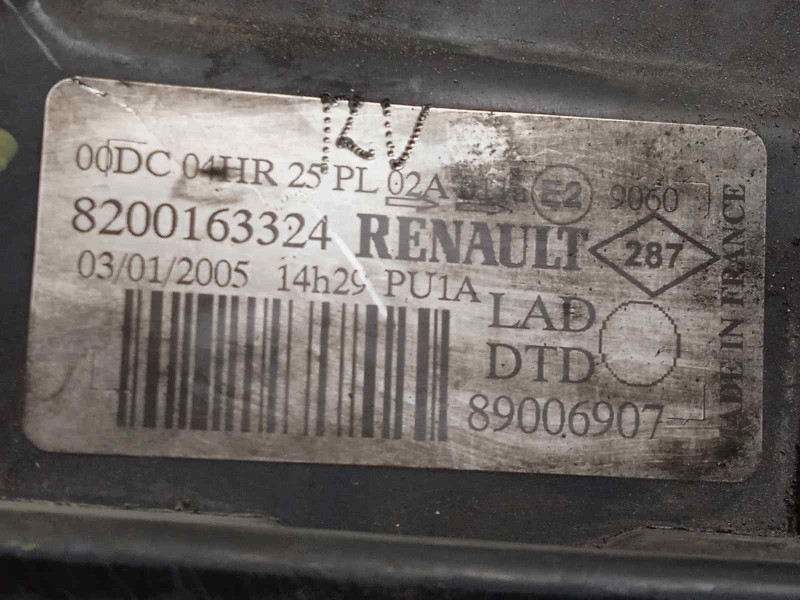 12V
00DC 04HR 25 PL 02A E2 9060
8200163324 RENAULT 287
03/01/2005 14h29 PU1A
LAD
DTD
89006907
MADE IN FRANCE